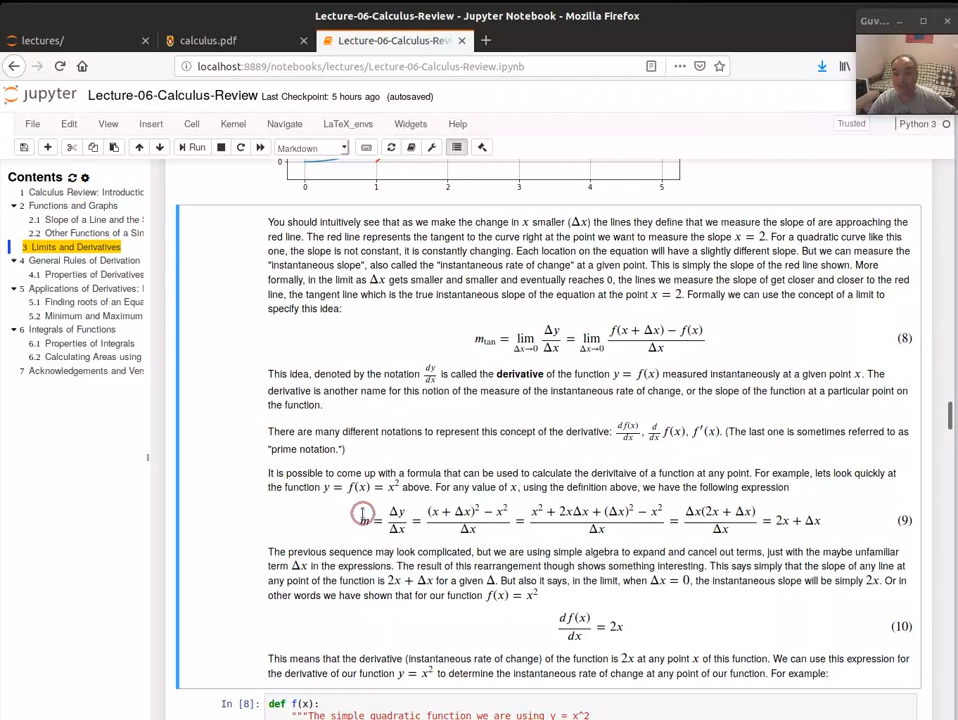 Lecture-06-Calculus-Review - Jupyter Notebook - Mozilla Firefox
Guv...
lectures/
calculus.pdf
Lecture-06-Calculus-Revi
localhost:8889/notebooks/lectures/Lecture-06-Calculus-Review.ipynb
jupyter Lecture-06-Calculus-Review Last Checkpoint: 5 hours ago (autosaved)
File Edit View Insert Cell Kernel Navigate LaTeX_envs Widgets Help
Trusted
Python 3
Run
Markdown
Contents
1 Calculus Review: Introductic
2 Functions and Graphs
2.1 Slope of a Line and the :
2.2 Other Functions of a Sin
3 Limits and Derivatives
4 General Rules of Derivation
4.1 Properties of Derivatives
5 Applications of Derivatives: I
5.1 Finding roots of an Equa
5.2 Minimum and Maximum
6 Integrals of Functions
6.1 Properties of Integrals
6.2 Calculating Areas using
7 Acknowledgements and Vers
0
0 1 2 3 4 5
You should intuitively see that as we make the change in x smaller (Δx) the lines they define that we measure the slope of are approaching the
red line. The red line represents the tangent to the curve right at the point we want to measure the slope x = 2. For a quadratic curve like this
one, the slope is not constant, it is constantly changing. Each location on the equation will have a slightly different slope. But we can measure the
"instantaneous slope", also called the "instantaneous rate of change" at a given point. This is simply the slope of the red line shown. More
formally, in the limit as Δx gets smaller and smaller and eventually reaches 0, the lines we measure the slope of get closer and closer to the red
line, the tangent line which is the true instantaneous slope of the equation at the point x = 2. Formally we can use the concept of a limit to
specify this idea:
m_tan = lim_{Δx→0} Δy/Δx = lim_{Δx→0} (f(x + Δx) − f(x))/Δx (8)
This idea, denoted by the notation dy/dx is called the derivative of the function y = f(x) measured instantaneously at a given point x. The
derivative is another name for this notion of the measure of the instantaneous rate of change, or the slope of the function at a particular point on
the function.
There are many different notations to represent this concept of the derivative: df(x)/dx, d/dx f(x), f′(x). (The last one is sometimes referred to as
"prime notation.")
It is possible to come up with a formula that can be used to calculate the derivitaive of a function at any point. For example, lets look quickly at
the function y = f(x) = x² above. For any value of x, using the definition above, we have the following expression
m = Δy/Δx = ((x + Δx)² − x²)/Δx = (x² + 2xΔx + (Δx)² − x²)/Δx = Δx(2x + Δx)/Δx = 2x + Δx (9)
The previous sequence may look complicated, but we are using simple algebra to expand and cancel out terms, just with the maybe unfamiliar
term Δx in the expressions. The result of this rearrangement though shows something interesting. This says simply that the slope of any line at
any point of the function is 2x + Δx for a given Δ. But also it says, in the limit, when Δx = 0, the instantaneous slope will be simply 2x. Or in
other words we have shown that for our function f(x) = x²
df(x)/dx = 2x (10)
This means that the derivative (instantaneous rate of change) of the function is 2x at any point x of this function. We can use this expression for
the derivative of our function y = x² to determine the instantaneous rate of change at any point of our function. For example:
In [8]: def f(x):
"""The simple quadratic function we are using y = x^2